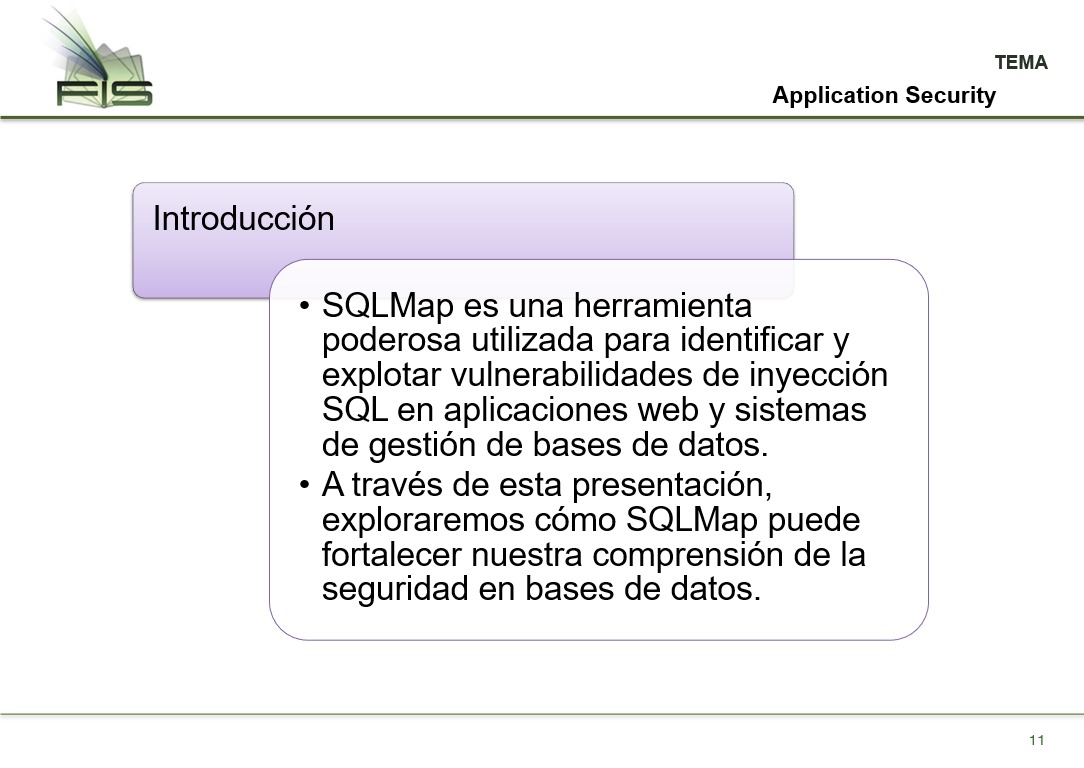 FIS
TEMA
Application Security
Introducción
• SQLMap es una herramienta
poderosa utilizada para identificar y
explotar vulnerabilidades de inyección
SQL en aplicaciones web y sistemas
de gestión de bases de datos.
• A través de esta presentación,
exploraremos cómo SQLMap puede
fortalecer nuestra comprensión de la
seguridad en bases de datos.
11